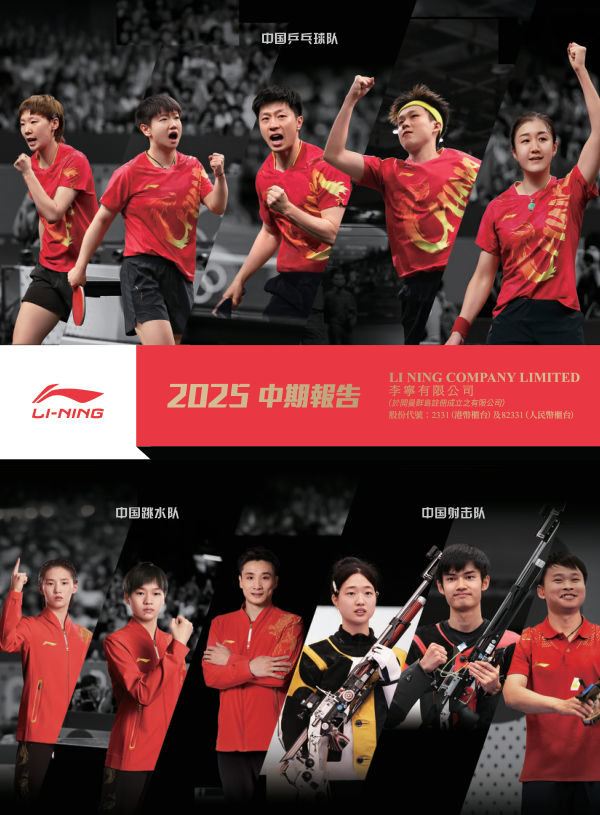 中国乒乓球队
LI-NING
2025 中期報告
LI NING COMPANY LIMITED
李寧有限公司
(於開曼群島註冊成立之有限公司)
股份代號：2331 (港幣櫃台) 及82331 (人民幣櫃台)
中国跳水队
中国射击队